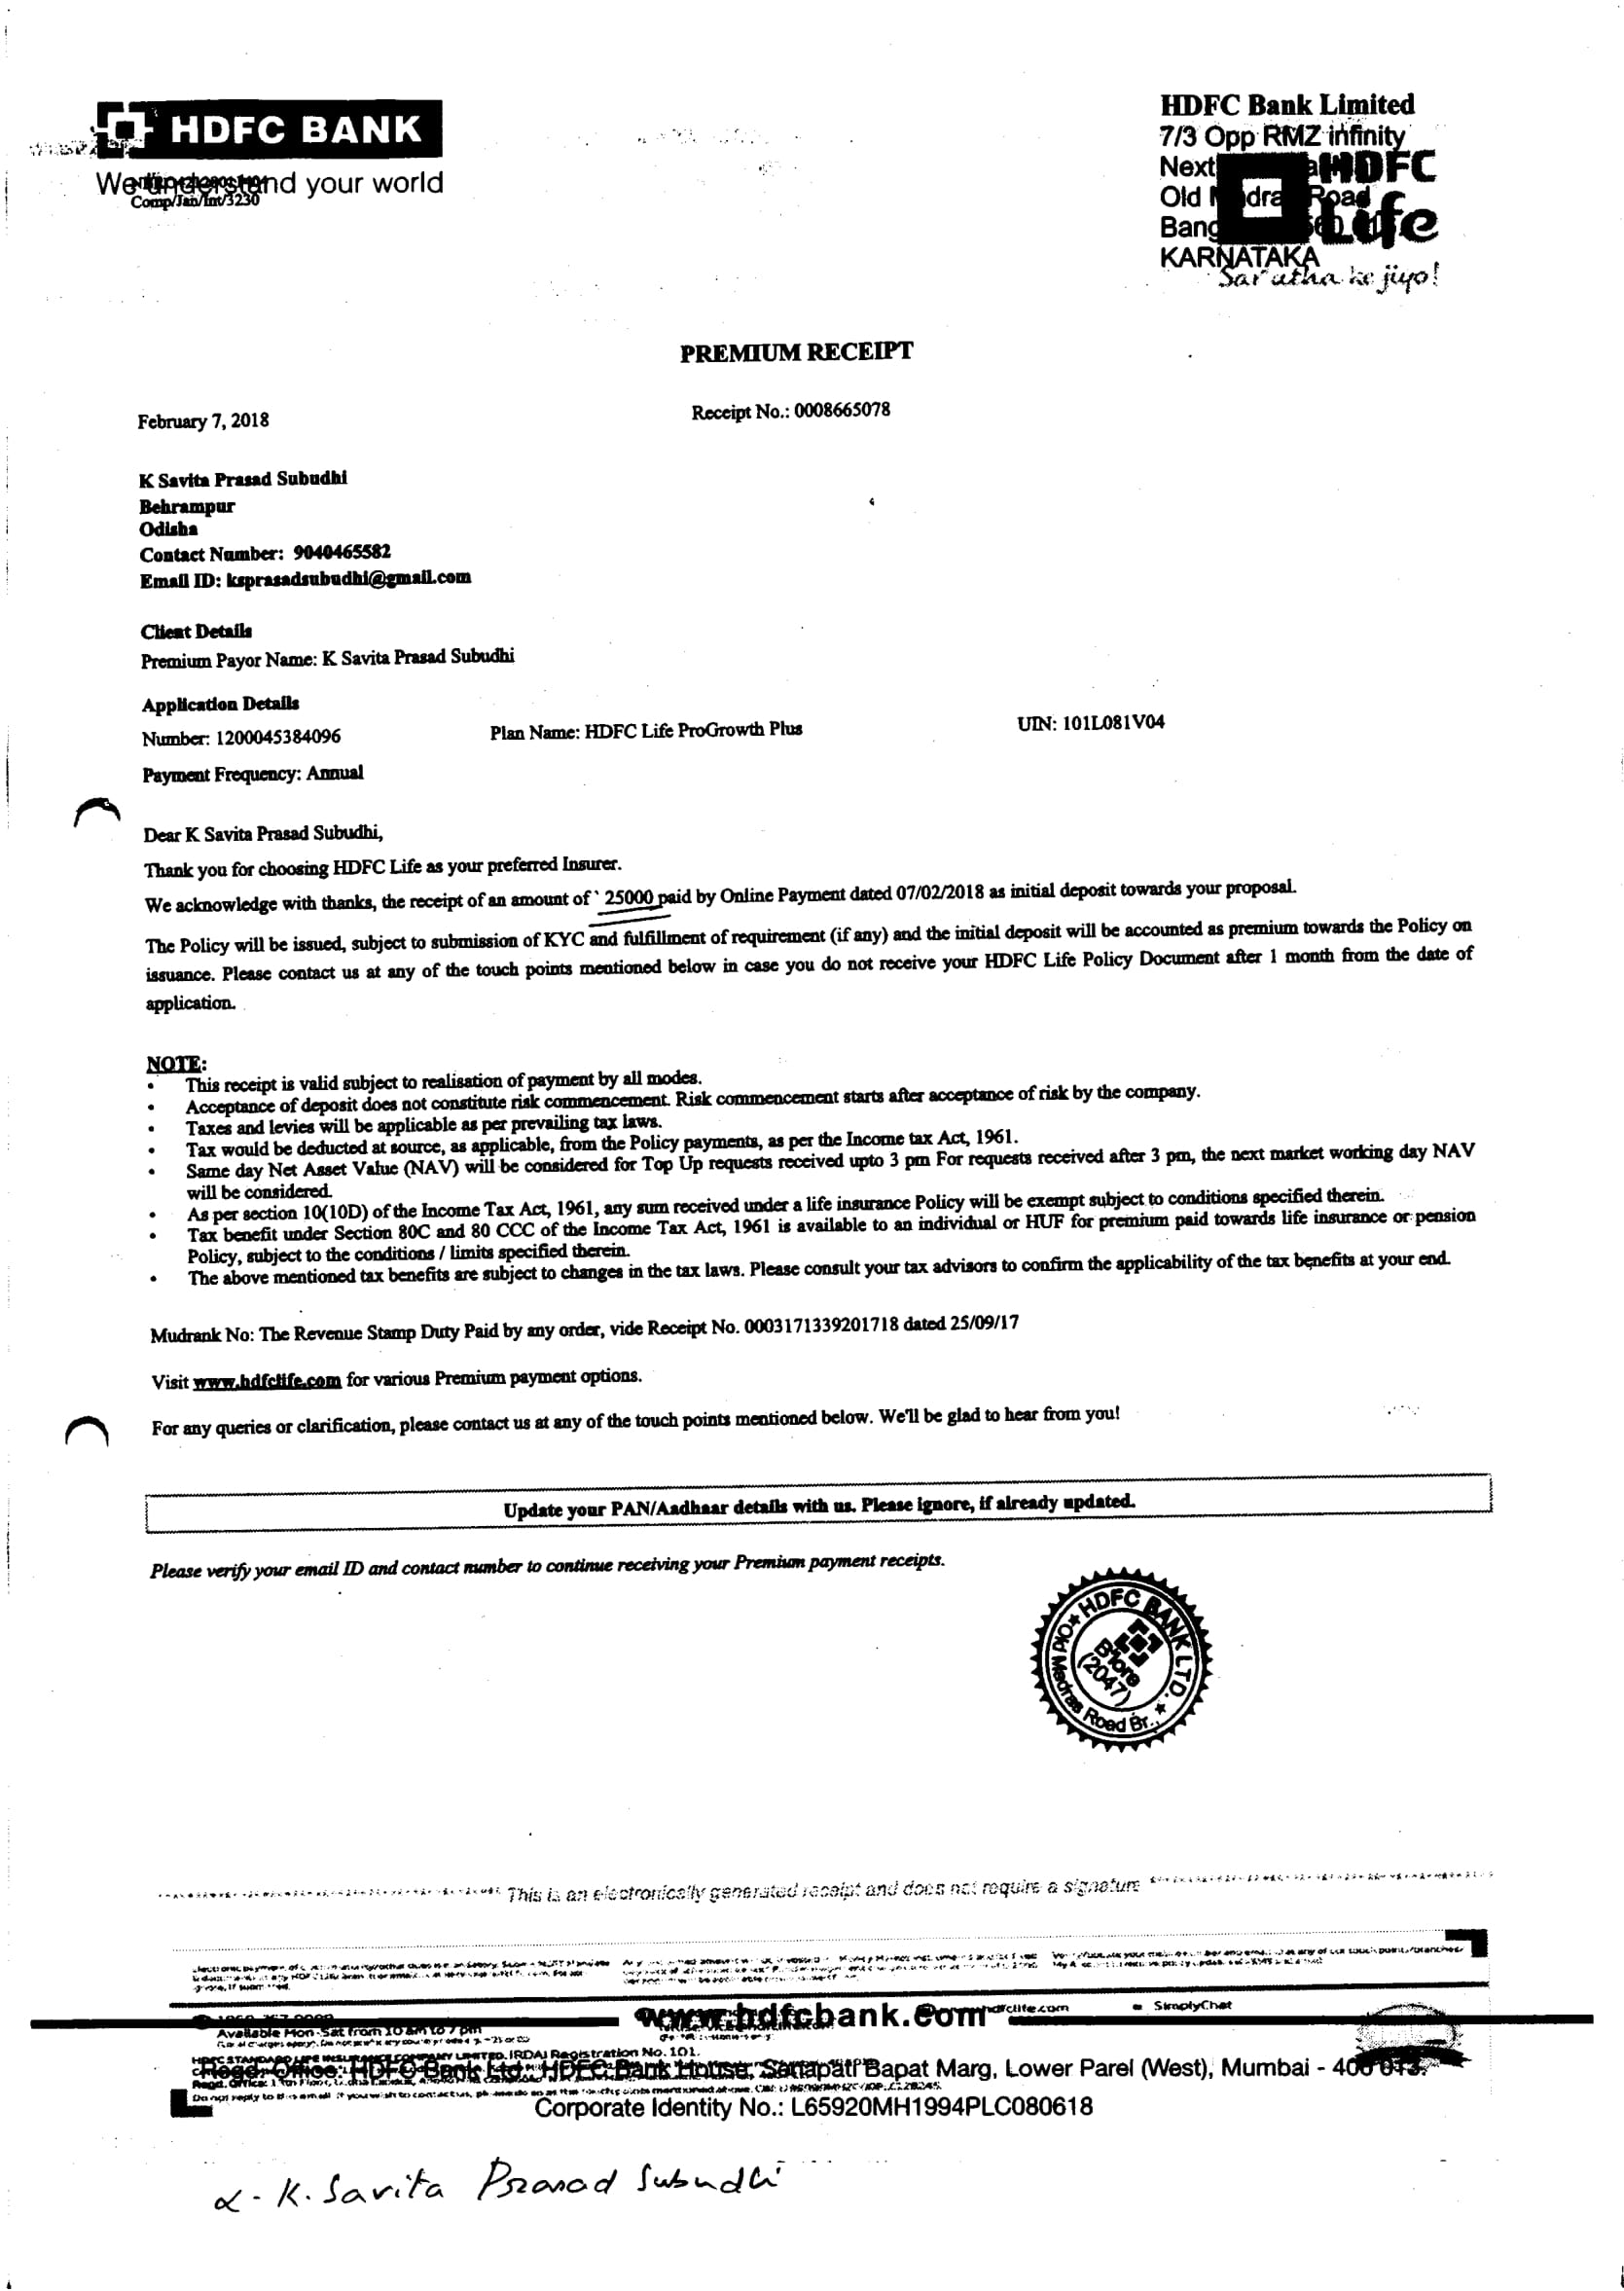 HDFC BANK
We understand your world
Comp/Jan/Int/3230
HDFC Bank Limited
7/3 Opp RMZ infinity
Next
HDFC
Old Road
Life
KARNATAKA
Sar utha ke jiyo!
PREMIUM RECEIPT
February 7, 2018
Receipt No.: 0008665078
K Savita Prasad Subudhi
Behrampur
Odisha
Contact Number: 9040465582
Email ID: ksprasadsubudhi@gmail.com
Client Details
Premium Payor Name: K Savita Prasad Subudhi
Application Details
Number: 1200045384096 Plan Name: HDFC Life ProGrowth Plus UIN: 101L081V04
Payment Frequency: Annual
Dear K Savita Prasad Subudhi,
Thank you for choosing HDFC Life as your preferred Insurer.
We acknowledge with thanks, the receipt of an amount of ` 25000 paid by Online Payment dated 07/02/2018 as initial deposit towards your proposal.
The Policy will be issued, subject to submission of KYC and fulfillment of requirement (if any) and the initial deposit will be accounted as premium towards the Policy on
issuance. Please contact us at any of the touch points mentioned below in case you do not receive your HDFC Life Policy Document after 1 month from the date of
application.
NOTE:
• This receipt is valid subject to realisation of payment by all modes.
• Acceptance of deposit does not constitute risk commencement. Risk commencement starts after acceptance of risk by the company.
• Taxes and levies will be applicable as per prevailing tax laws.
• Tax would be deducted at source, as applicable, from the Policy payments, as per the Income tax Act, 1961.
• Same day Net Asset Value (NAV) will be considered for Top Up requests received upto 3 pm For requests received after 3 pm, the next market working day NAV
will be considered.
• As per section 10(10D) of the Income Tax Act, 1961, any sum received under a life insurance Policy will be exempt subject to conditions specified therein.
• Tax benefit under Section 80C and 80 CCC of the Income Tax Act, 1961 is available to an individual or HUF for premium paid towards life insurance or pension
Policy, subject to the conditions / limits specified therein.
• The above mentioned tax benefits are subject to changes in the tax laws. Please consult your tax advisors to confirm the applicability of the tax benefits at your end.
Mudrank No: The Revenue Stamp Duty Paid by any order, vide Receipt No. 0003171339201718 dated 25/09/17
Visit www.hdfclife.com for various Premium payment options.
For any queries or clarification, please contact us at any of the touch points mentioned below. We'll be glad to hear from you!
Update your PAN/Aadhaar details with us. Please ignore, if already updated.
Please verify your email ID and contact number to continue receiving your Premium payment receipts.
HDFC BANK LTD.
B'lore
(2047)
Old Madras Road Br.,
This is an electronically generated receipt and does not require a signature
www.hdfcbank.com
SimplyChat
Available Mon-Sat from 10 am to 7 pm
IRDAI Registration No. 101.
HDFC Bank Ltd., HDFC Bank House, Senapati Bapat Marg, Lower Parel (West), Mumbai - 400 013.
Corporate Identity No.: L65920MH1994PLC080618
K. Savita Prasad Subudhi